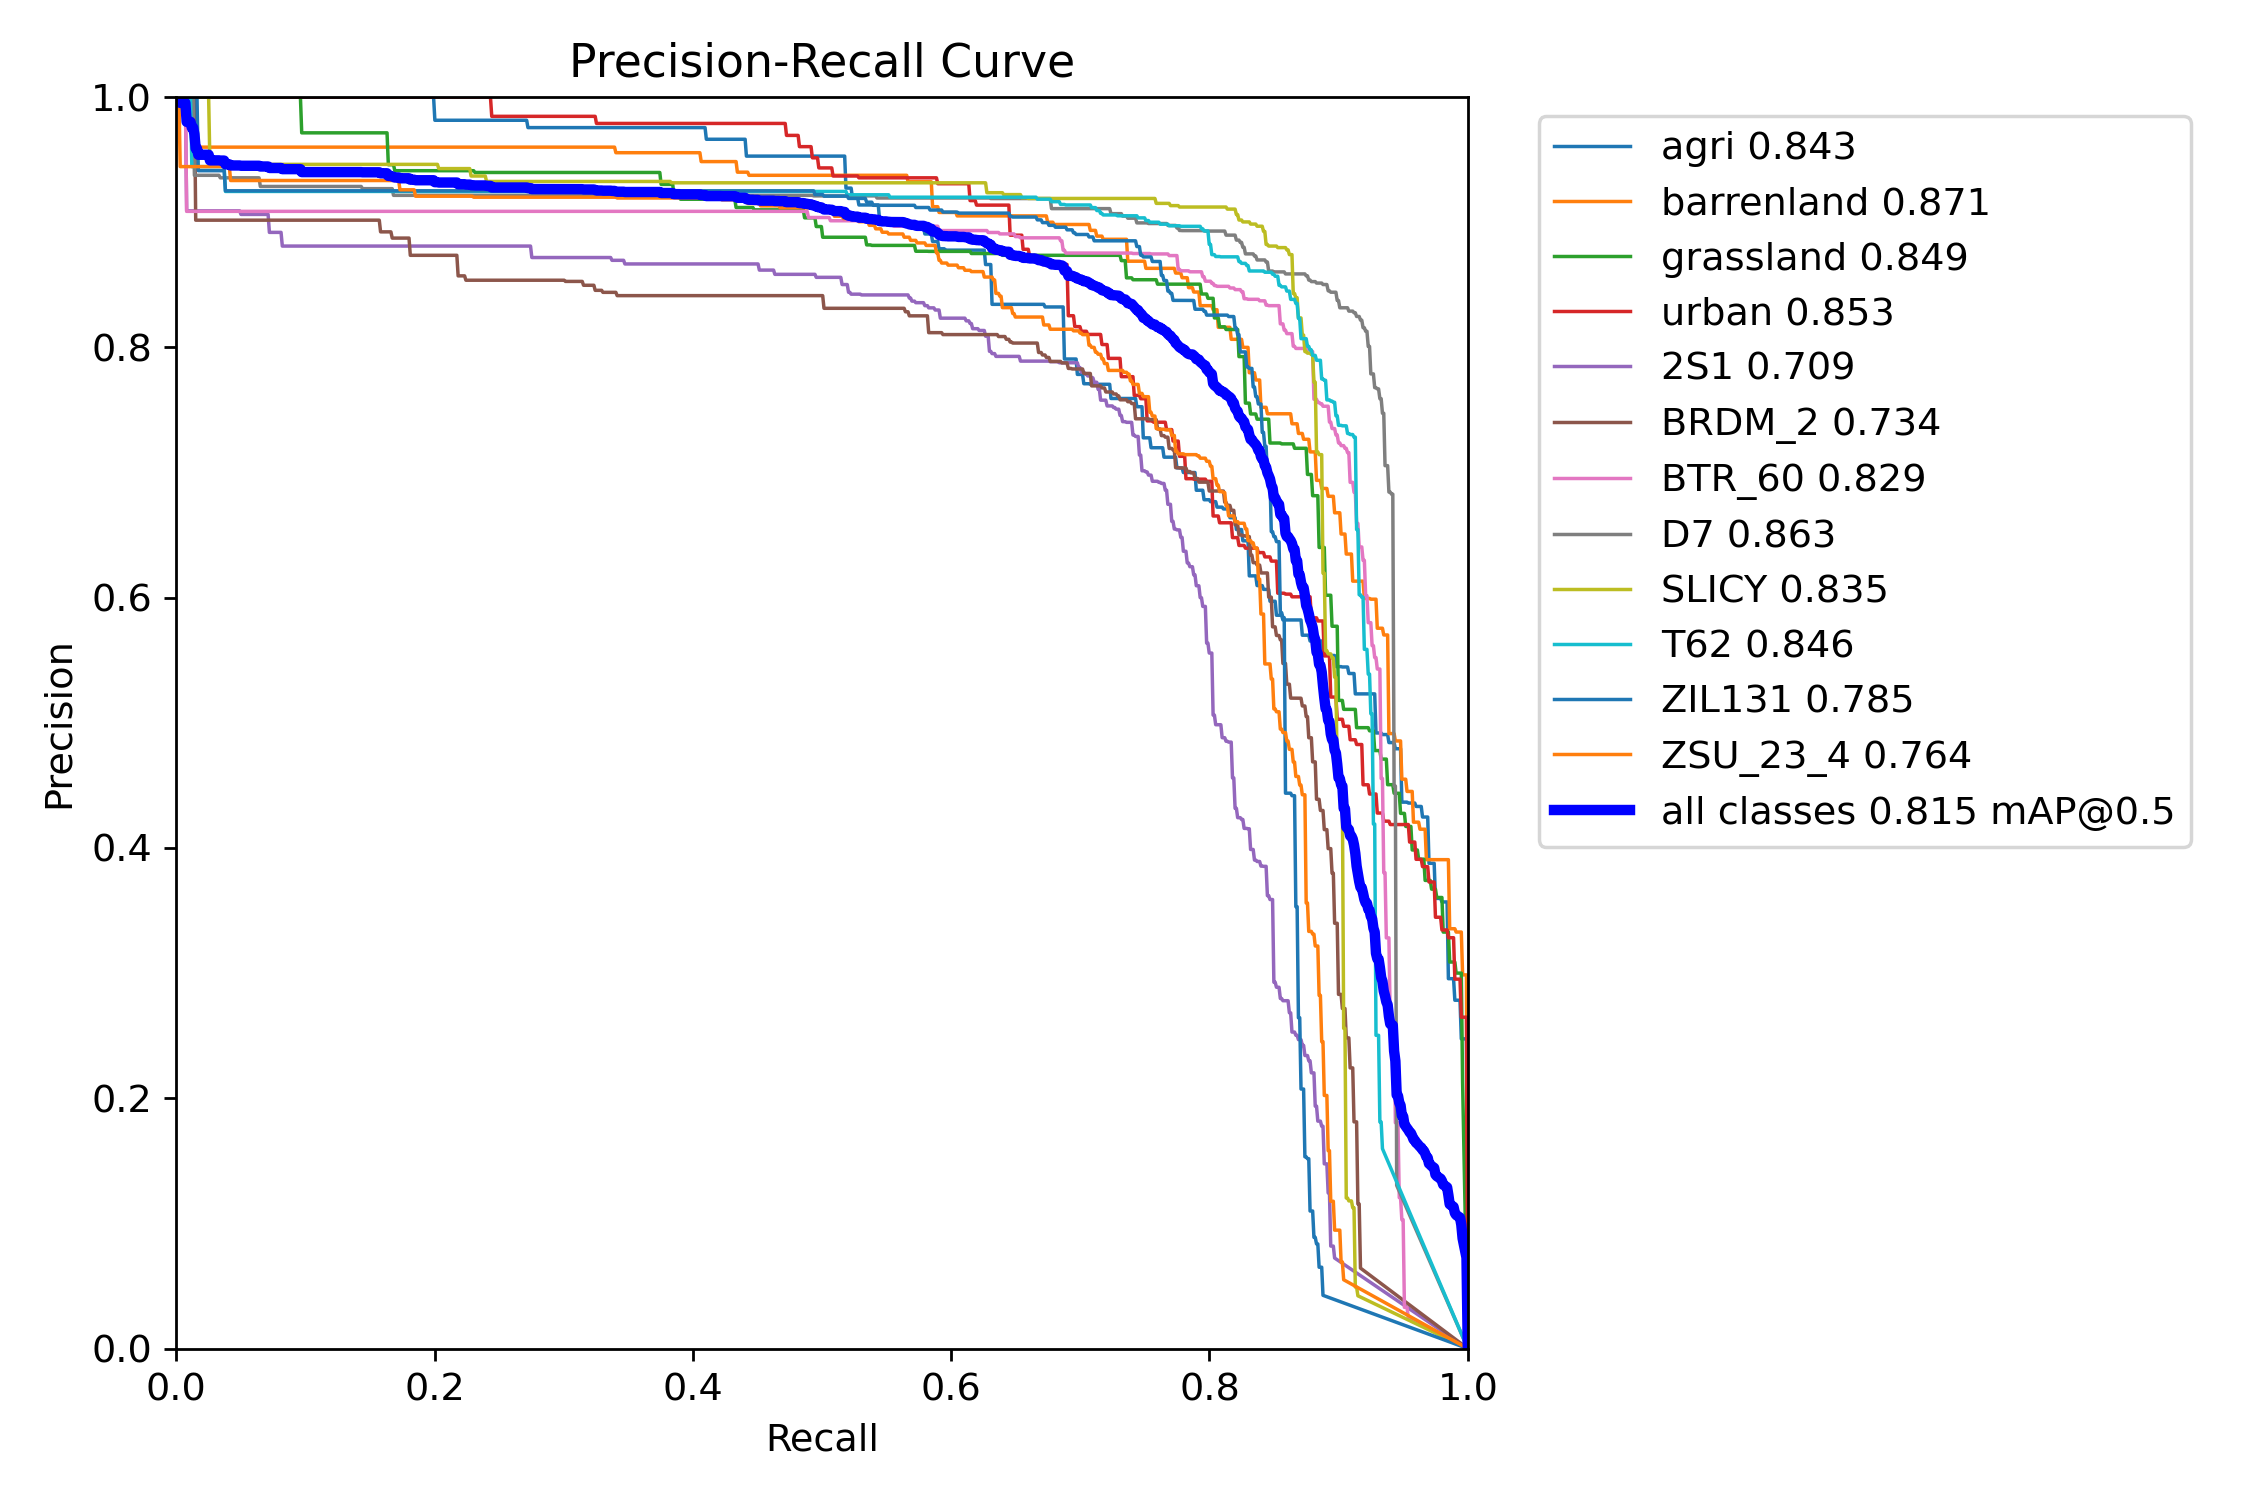 Precision-Recall Curve
1.0
0.8
0.6
0.4
0.2
0.0
Precision
0.0 0.2 0.4 0.6 0.8 1.0
Recall
agri 0.843
barrenland 0.871
grassland 0.849
urban 0.853
2S1 0.709
BRDM_2 0.734
BTR_60 0.829
D7 0.863
SLICY 0.835
T62 0.846
ZIL131 0.785
ZSU_23_4 0.764
all classes 0.815 mAP@0.5